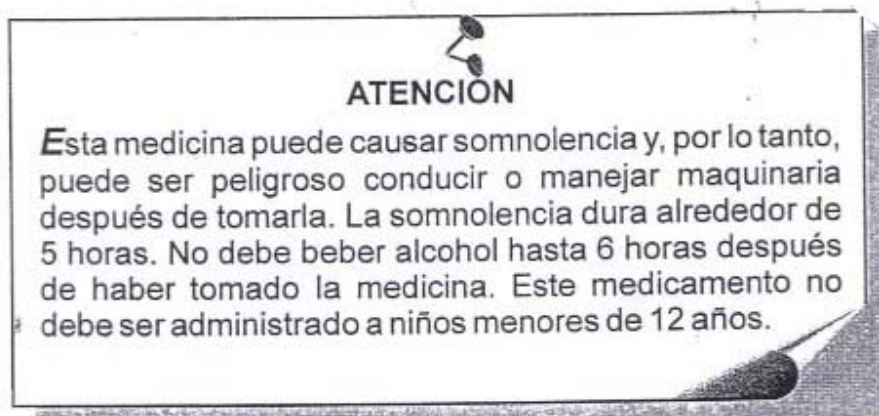 ATENCIÓN
Esta medicina puede causar somnolencia y, por lo tanto,
puede ser peligroso conducir o manejar maquinaria
después de tomarla. La somnolencia dura alrededor de
5 horas. No debe beber alcohol hasta 6 horas después
de haber tomado la medicina. Este medicamento no
debe ser administrado a niños menores de 12 años.